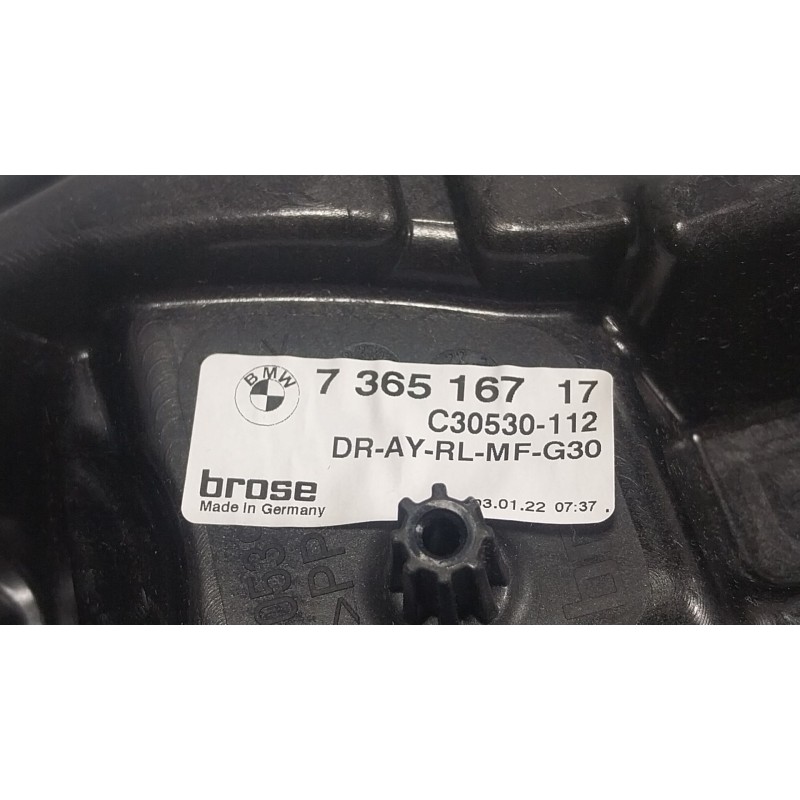 BMW 7 365 167 17
C30530-112
DR-AY-RL-MF-G30
brose
Made In Germany
03.01.22 07:37
>PP